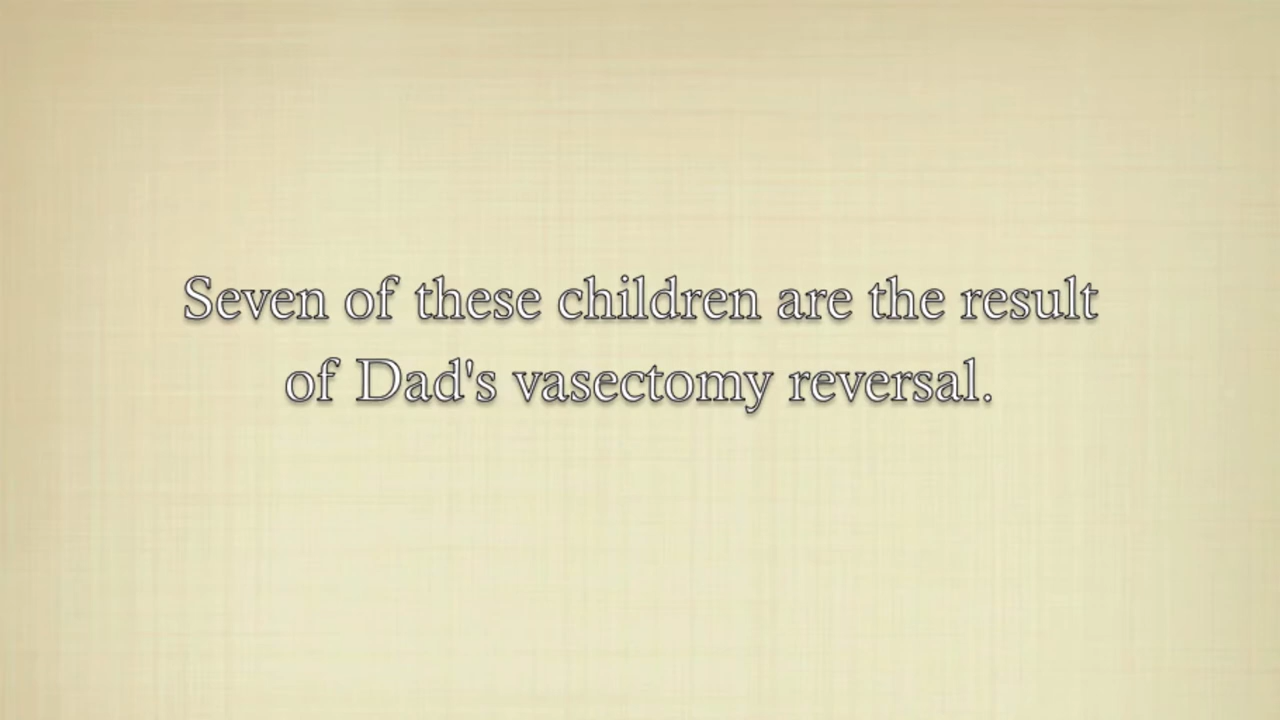 Seven of these children are the result
of Dad's vasectomy reversal.